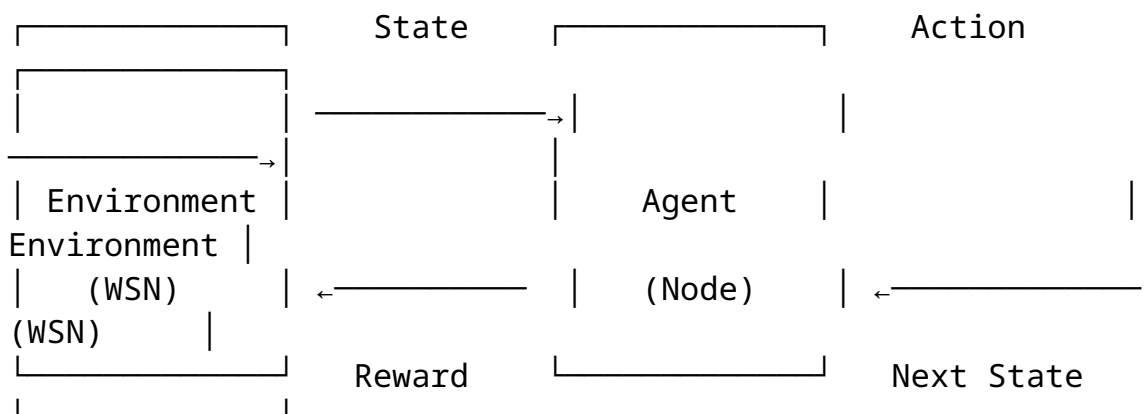 State Action
Environment Agent
Environment
(WSN) (Node)
(WSN)
Reward Next State